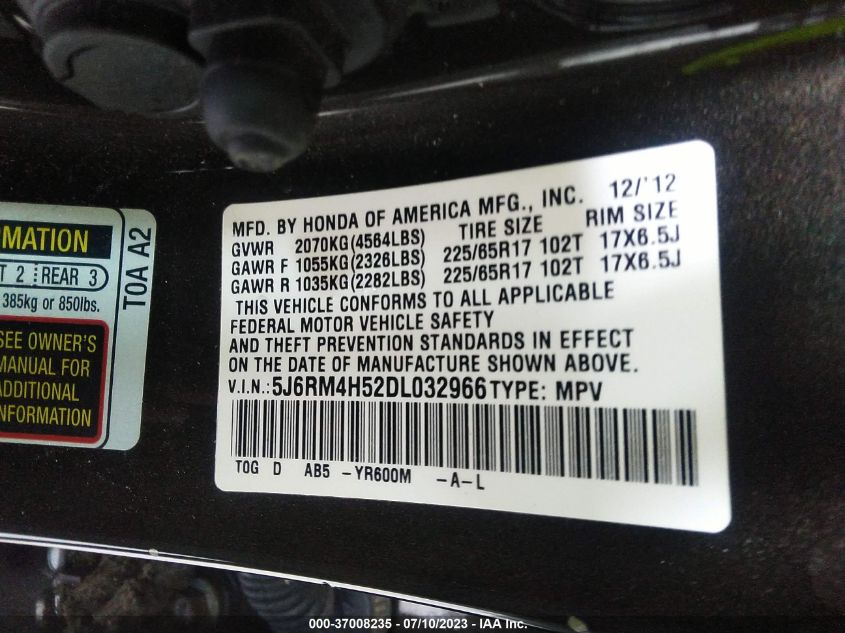 MATION
T 2 REAR 3
385kg or 850lbs.
SEE OWNER'S
MANUAL FOR
ADDITIONAL
INFORMATION
T0A A2
MFD. BY HONDA OF AMERICA MFG., INC. 12/'12
GVWR 2070KG(4564LBS) TIRE SIZE RIM SIZE
GAWR F 1055KG(2326LBS) 225/65R17 102T 17X6.5J
GAWR R 1035KG(2282LBS) 225/65R17 102T 17X6.5J
THIS VEHICLE CONFORMS TO ALL APPLICABLE
FEDERAL MOTOR VEHICLE SAFETY
AND THEFT PREVENTION STANDARDS IN EFFECT
ON THE DATE OF MANUFACTURE SHOWN ABOVE.
V.I.N.: 5J6RM4H52DL032966 TYPE: MPV
T0G D AB5 -YR600M -A-L
000-37008235 - 07/10/2023 - IAA Inc.